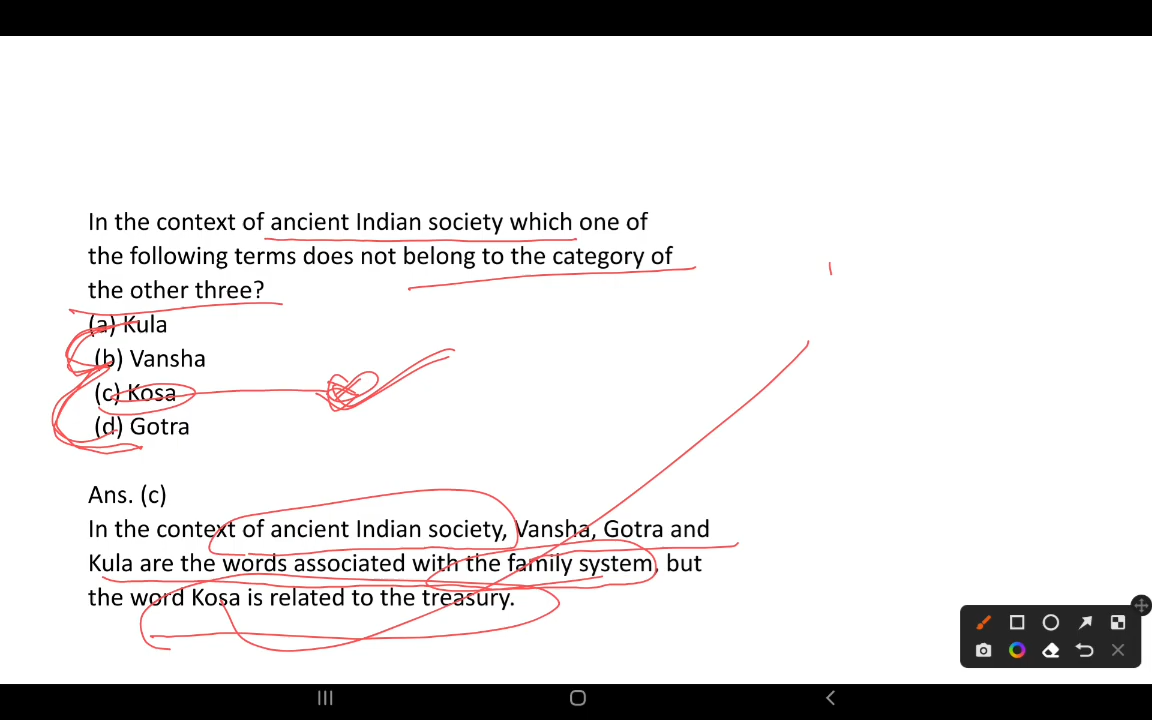 In the context of ancient Indian society which one of
the following terms does not belong to the category of
the other three?
(a) Kula
(b) Vansha
(c) Kosa
(d) Gotra
Ans. (c)
In the context of ancient Indian society, Vansha, Gotra and
Kula are the words associated with the family system, but
the word Kosa is related to the treasury.